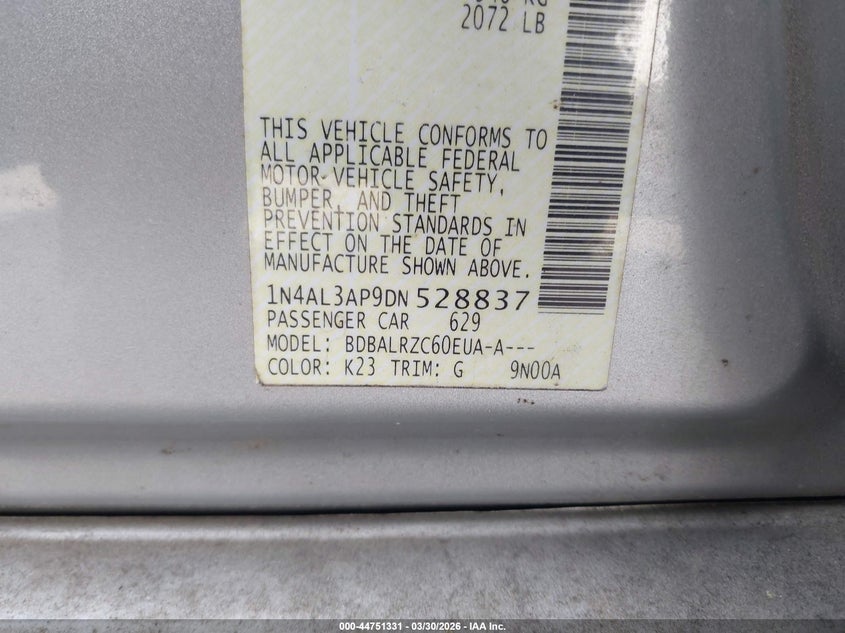 2072 LB
THIS VEHICLE CONFORMS TO
ALL APPLICABLE FEDERAL
MOTOR VEHICLE SAFETY,
BUMPER, AND THEFT
PREVENTION STANDARDS IN
EFFECT ON THE DATE OF
MANUFACTURE SHOWN ABOVE.
1N4AL3AP9DN 528837
PASSENGER CAR 629
MODEL: BDBALRZC60EUA-A---
COLOR: K23 TRIM: G 9N00A
000-44751331 - 03/30/2026 - IAA Inc.